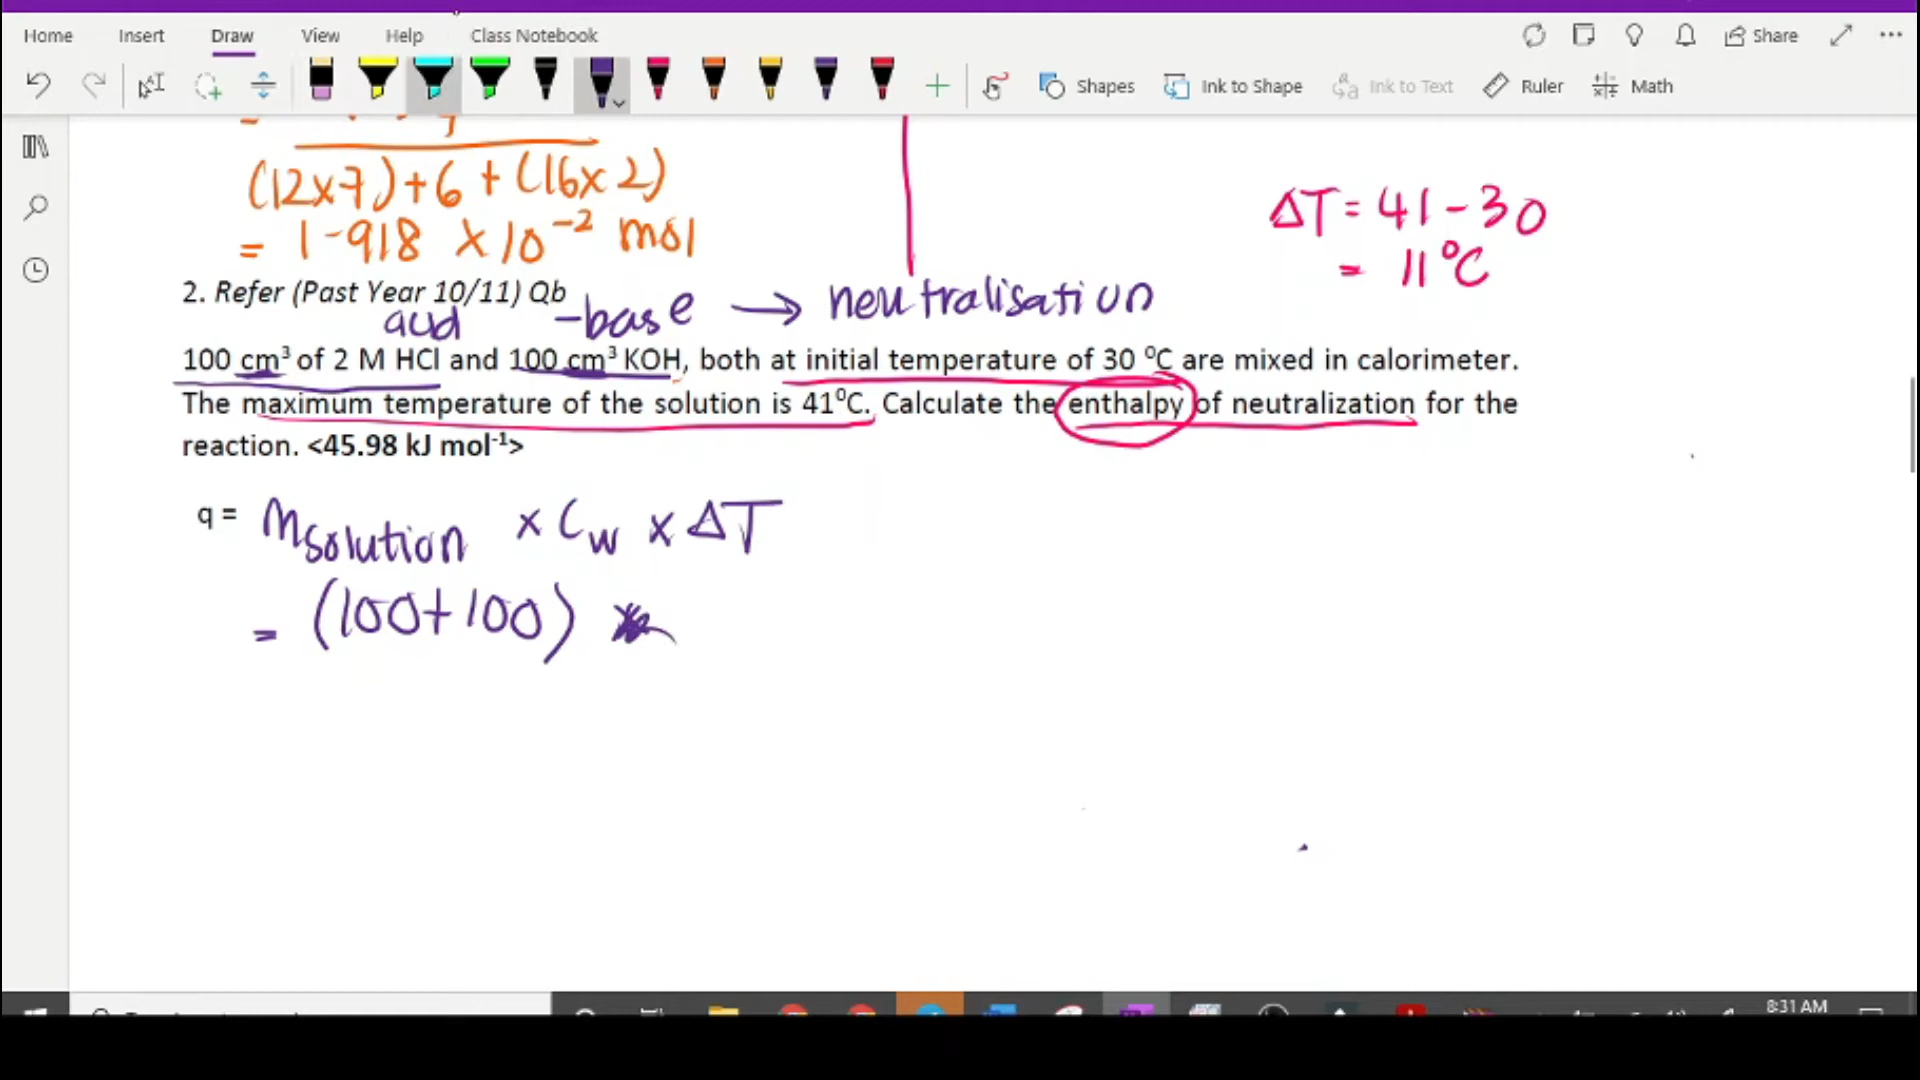 Home Insert Draw View Help Class Notebook Share
Shapes Ink to Shape Ink to Text Ruler Math
(12x7)+6+(16x2)
= 1.918 x 10⁻² mol
ΔT = 41 - 30
= 11°C
2. Refer (Past Year 10/11) Qb
acid -base → neutralisation
100 cm³ of 2 M HCl and 100 cm³ KOH, both at initial temperature of 30 ⁰C are mixed in calorimeter.
The maximum temperature of the solution is 41⁰C. Calculate the enthalpy of neutralization for the
reaction. <45.98 kJ mol⁻¹>
q = msolution x Cw x ΔT
= (100+100)
8:31 AM